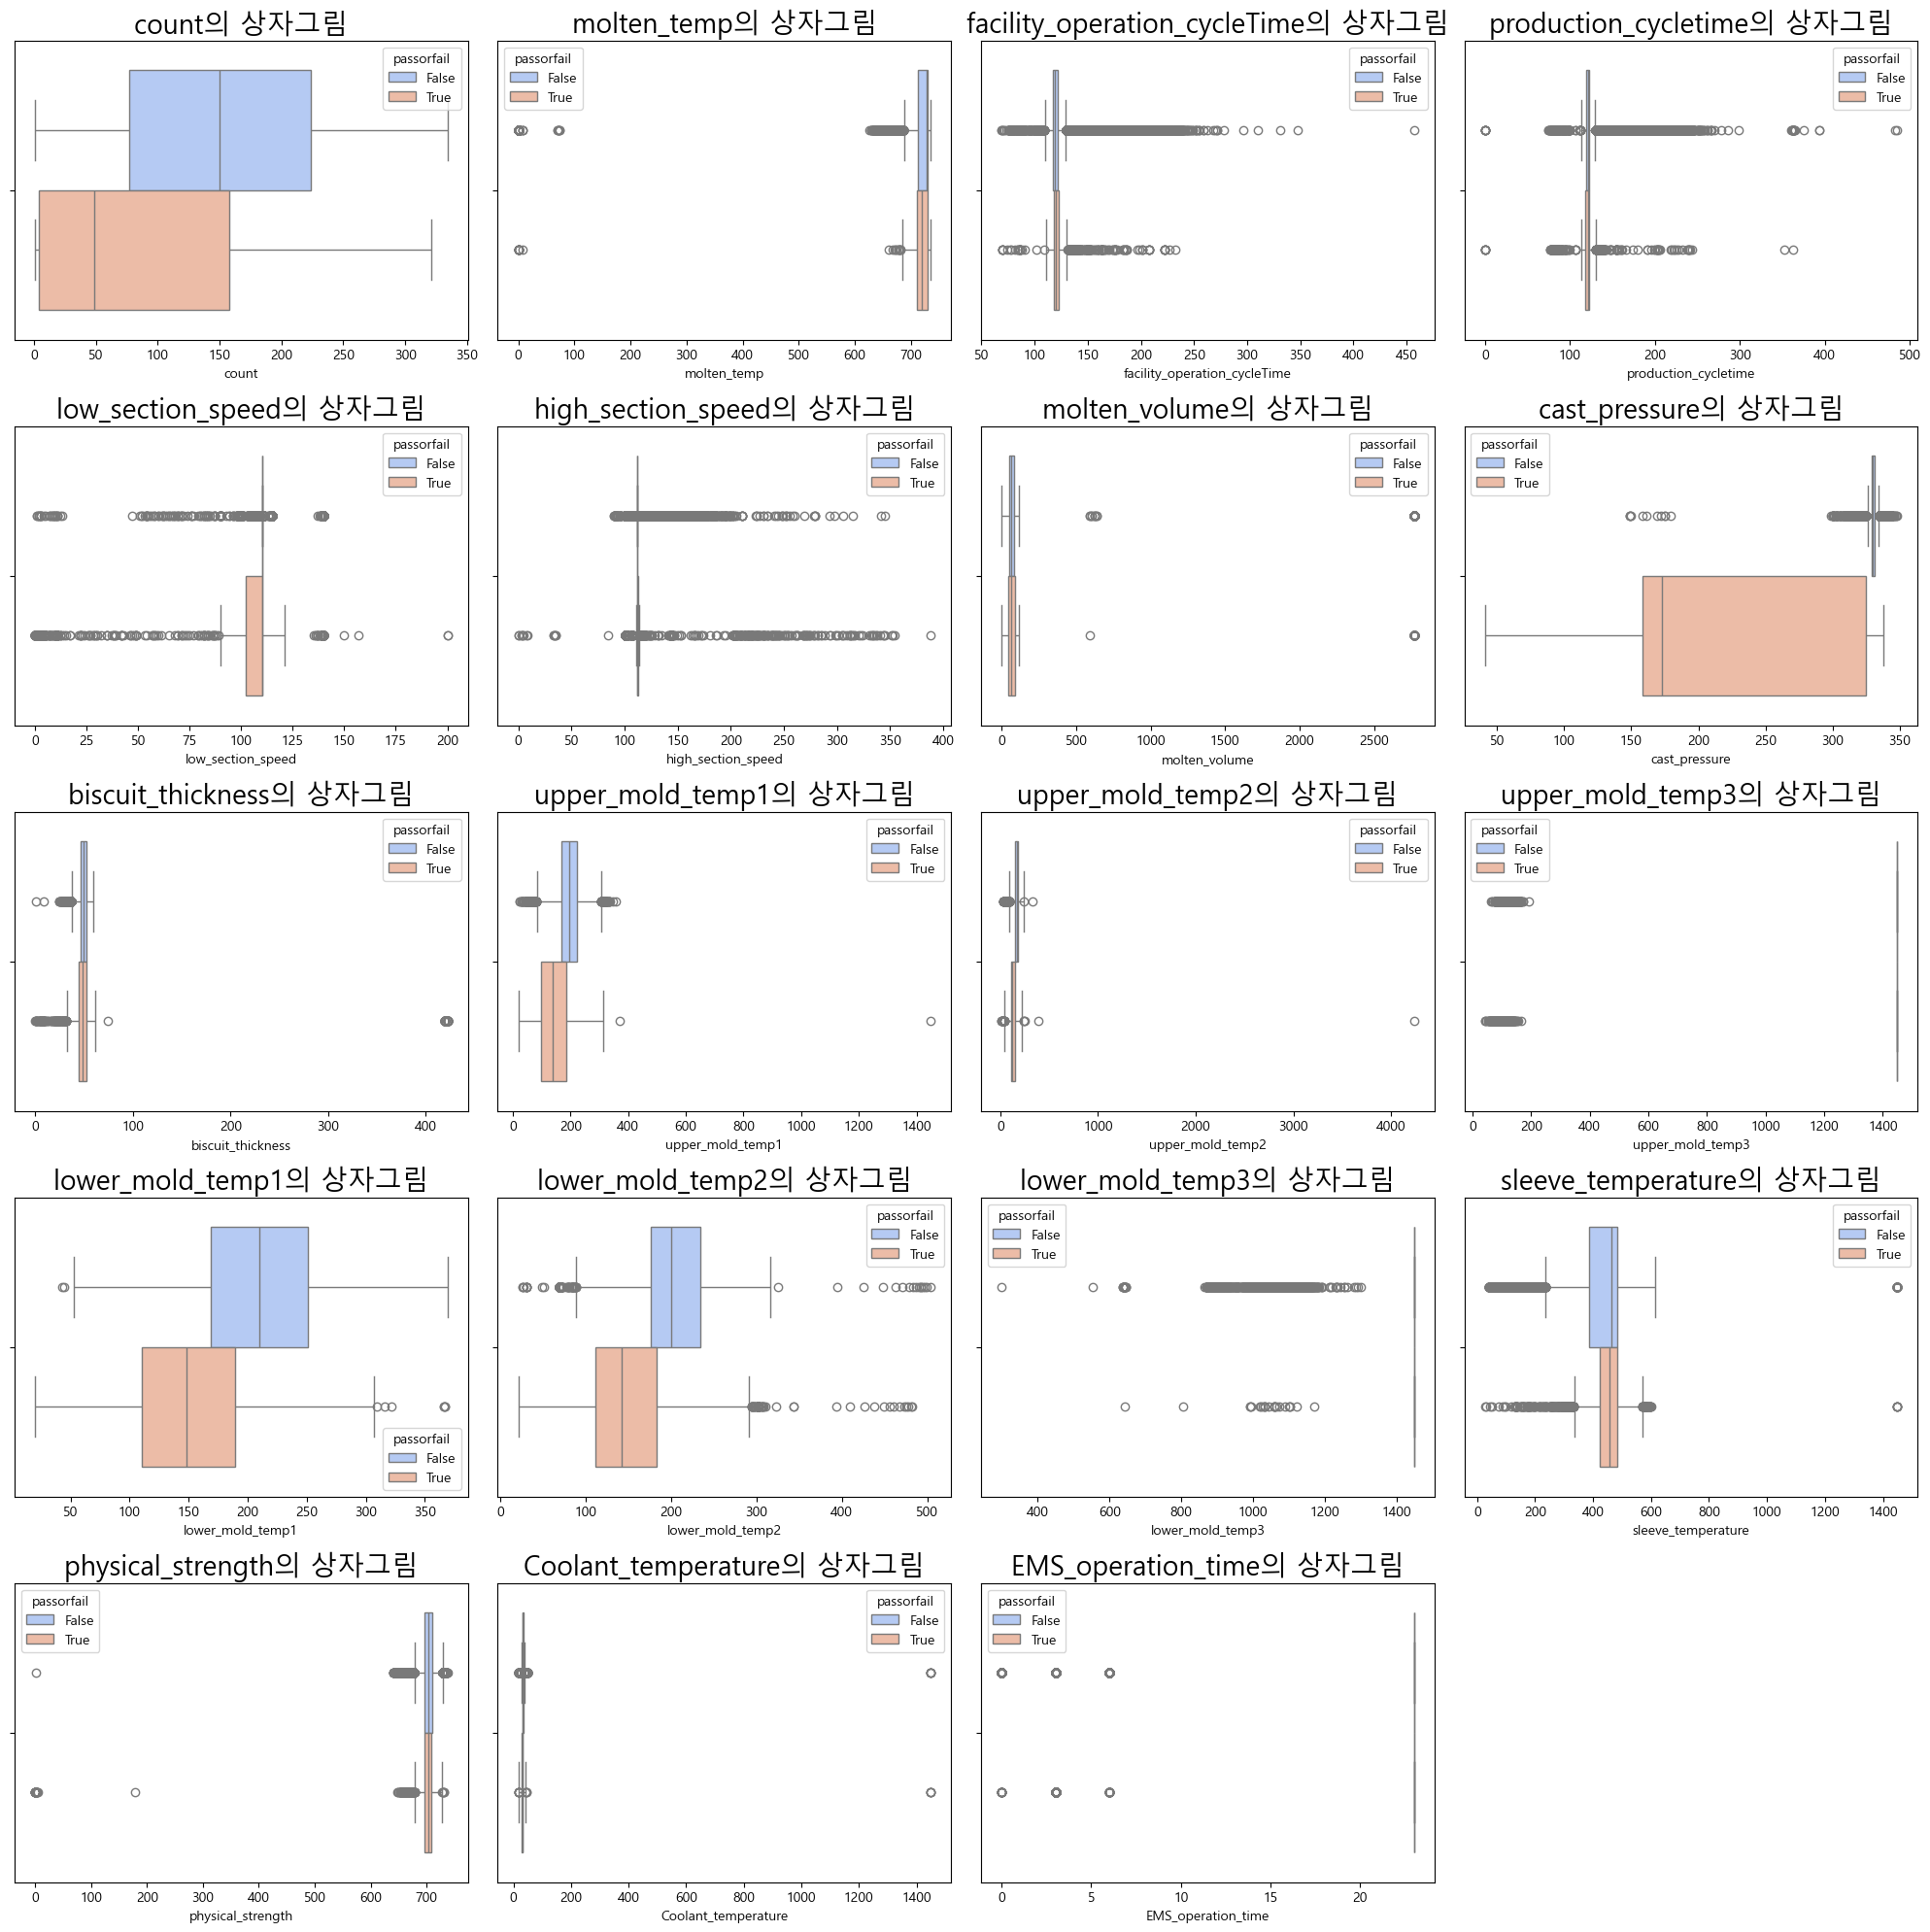 count의 상자그림
passorfail
False
True
0 50 100 150 200 250 300 350
count
molten_temp의 상자그림
passorfail
False
True
0 100 200 300 400 500 600 700
molten_temp
facility_operation_cycleTime의 상자그림
passorfail
False
True
50 100 150 200 250 300 350 400 450
facility_operation_cycleTime
production_cycletime의 상자그림
passorfail
False
True
0 100 200 300 400 500
production_cycletime
low_section_speed의 상자그림
passorfail
False
True
0 25 50 75 100 125 150 175 200
low_section_speed
high_section_speed의 상자그림
passorfail
False
True
0 50 100 150 200 250 300 350 400
high_section_speed
molten_volume의 상자그림
passorfail
False
True
0 500 1000 1500 2000 2500
molten_volume
cast_pressure의 상자그림
passorfail
False
True
50 100 150 200 250 300 350
cast_pressure
biscuit_thickness의 상자그림
passorfail
False
True
0 100 200 300 400
biscuit_thickness
upper_mold_temp1의 상자그림
passorfail
False
True
0 200 400 600 800 1000 1200 1400
upper_mold_temp1
upper_mold_temp2의 상자그림
passorfail
False
True
0 1000 2000 3000 4000
upper_mold_temp2
upper_mold_temp3의 상자그림
passorfail
False
True
0 200 400 600 800 1000 1200 1400
upper_mold_temp3
lower_mold_temp1의 상자그림
passorfail
False
True
50 100 150 200 250 300 350
lower_mold_temp1
lower_mold_temp2의 상자그림
passorfail
False
True
0 100 200 300 400 500
lower_mold_temp2
lower_mold_temp3의 상자그림
passorfail
False
True
400 600 800 1000 1200 1400
lower_mold_temp3
sleeve_temperature의 상자그림
passorfail
False
True
0 200 400 600 800 1000 1200 1400
sleeve_temperature
physical_strength의 상자그림
passorfail
False
True
0 100 200 300 400 500 600 700
physical_strength
Coolant_temperature의 상자그림
passorfail
False
True
0 200 400 600 800 1000 1200 1400
Coolant_temperature
EMS_operation_time의 상자그림
passorfail
False
True
0 5 10 15 20
EMS_operation_time